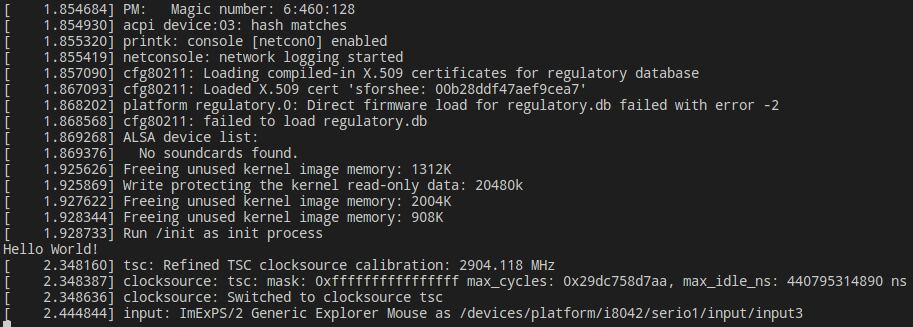 [    1.854684] PM:   Magic number: 6:460:128
[    1.854930] acpi device:03: hash matches
[    1.855320] printk: console [netcon0] enabled
[    1.855419] netconsole: network logging started
[    1.857090] cfg80211: Loading compiled-in X.509 certificates for regulatory database
[    1.867093] cfg80211: Loaded X.509 cert 'sforshee: 00b28ddf47aef9cea7'
[    1.868202] platform regulatory.0: Direct firmware load for regulatory.db failed with error -2
[    1.868568] cfg80211: failed to load regulatory.db
[    1.869268] ALSA device list:
[    1.869376]   No soundcards found.
[    1.925626] Freeing unused kernel image memory: 1312K
[    1.925869] Write protecting the kernel read-only data: 20480k
[    1.927622] Freeing unused kernel image memory: 2004K
[    1.928344] Freeing unused kernel image memory: 908K
[    1.928733] Run /init as init process
Hello World!
[    2.348160] tsc: Refined TSC clocksource calibration: 2904.118 MHz
[    2.348387] clocksource: tsc: mask: 0xffffffffffffffff max_cycles: 0x29dc758d7aa, max_idle_ns: 440795314890 ns
[    2.348636] clocksource: Switched to clocksource tsc
[    2.444844] input: ImExPS/2 Generic Explorer Mouse as /devices/platform/i8042/serio1/input/input3